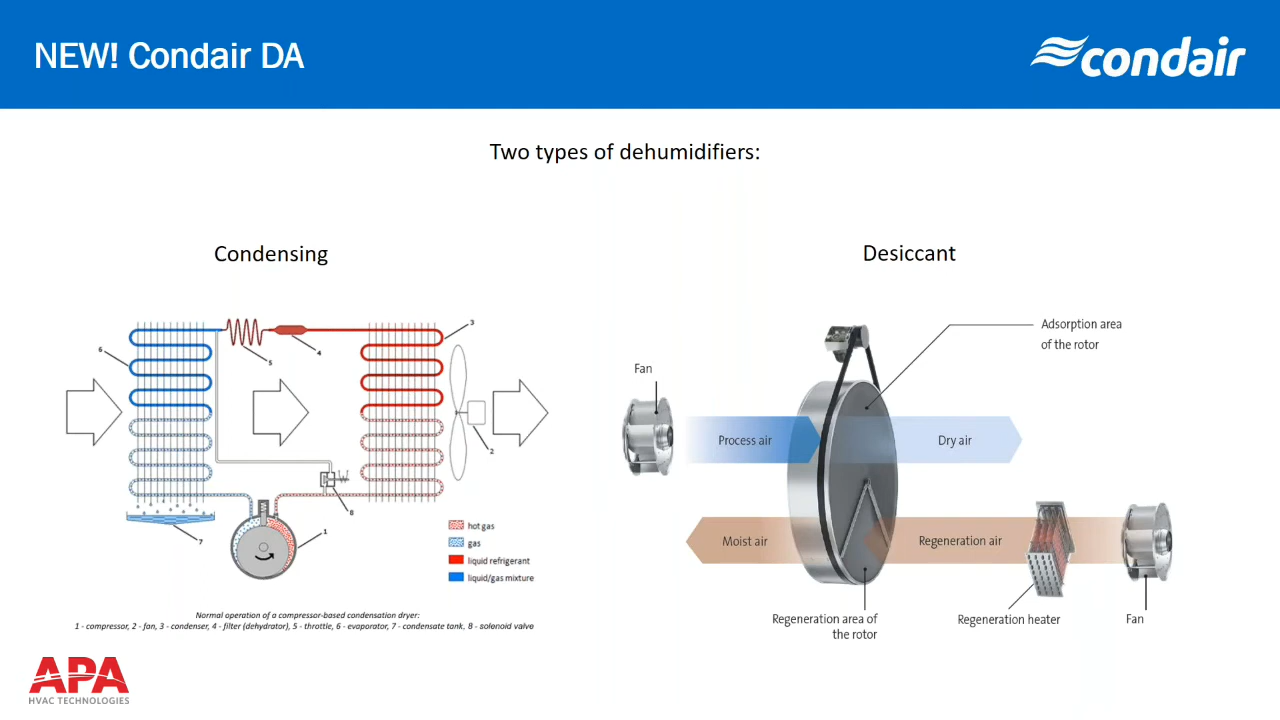 NEW! Condair DA
condair
Two types of dehumidifiers:
Condensing
Desiccant
3
6
4
5
2
8
1
7
hot gas
gas
liquid refrigerant
liquid/gas mixture
Normal operation of a compressor-based condensation dryer:
1 - compressor, 2 - fan, 3 - condenser, 4 - filter (dehydrator), 5 - throttle, 6 - evaporator, 7 - condensate tank, 8 - solenoid valve
Adsorption area
of the rotor
Fan
Process air
Dry air
Moist air
Regeneration air
Regeneration area of
the rotor
Regeneration heater
Fan
APA
HVAC TECHNOLOGIES